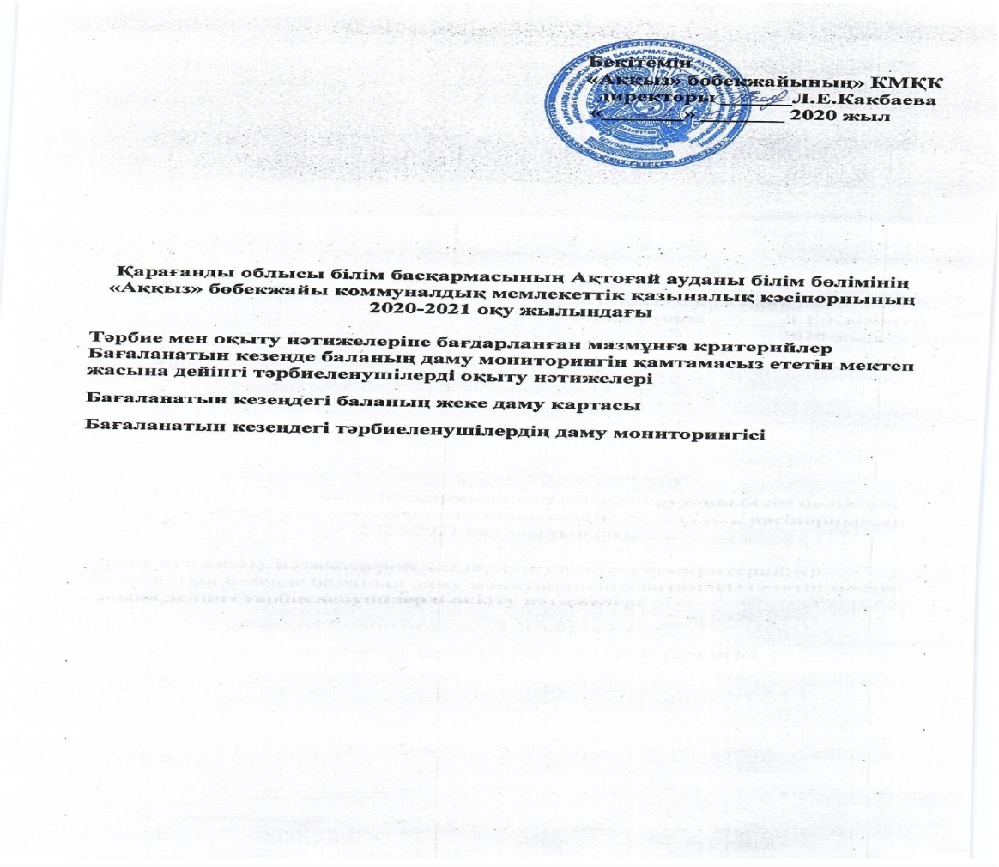 Бекітемін
«Аққыз» бөбекжайының» КМҚК
директоры ________ Л.Е.Какбаева
«________» _________ 2020 жыл
ҚАЗАҚСТАН
Қарағанды облысы білім басқармасының Ақтоғай ауданы білім бөлімінің
«Аққыз» бөбекжайы коммуналдық мемлекеттік қазыналық кәсіпорнының
2020-2021 оқу жылындағы
Тәрбие мен оқыту нәтижелеріне бағдарланған мазмұнға критерийлер
Бағаланатын кезеңде баланың даму мониторингін қамтамасыз ететін мектеп
жасына дейінгі тәрбиеленушілерді оқыту нәтижелері
Бағаланатын кезеңдегі баланың жеке даму картасы
Бағаланатын кезеңдегі тәрбиеленушілердің даму мониторингісі